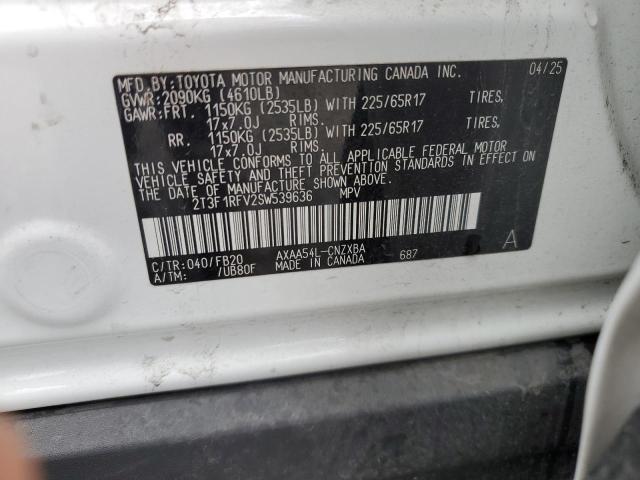 MFD.BY:TOYOTA MOTOR MANUFACTURING CANADA INC. 04/25
GVWR:2090KG (4610LB)
GAWR:FRT. 1150KG (2535LB) WITH 225/65R17 TIRES,
17x7.0J RIMS.
RR. 1150KG (2535LB) WITH 225/65R17 TIRES,
17x7.0J RIMS.
THIS VEHICLE CONFORMS TO ALL APPLICABLE FEDERAL MOTOR
VEHICLE SAFETY AND THEFT PREVENTION STANDARDS IN EFFECT ON
THE DATE OF MANUFACTURE SHOWN ABOVE.
2T3F1RFV2SW539636 MPV
C/TR:040/FB20 AXAA54L-CNZXBA 687 A
A/TM: /UB80F MADE IN CANADA